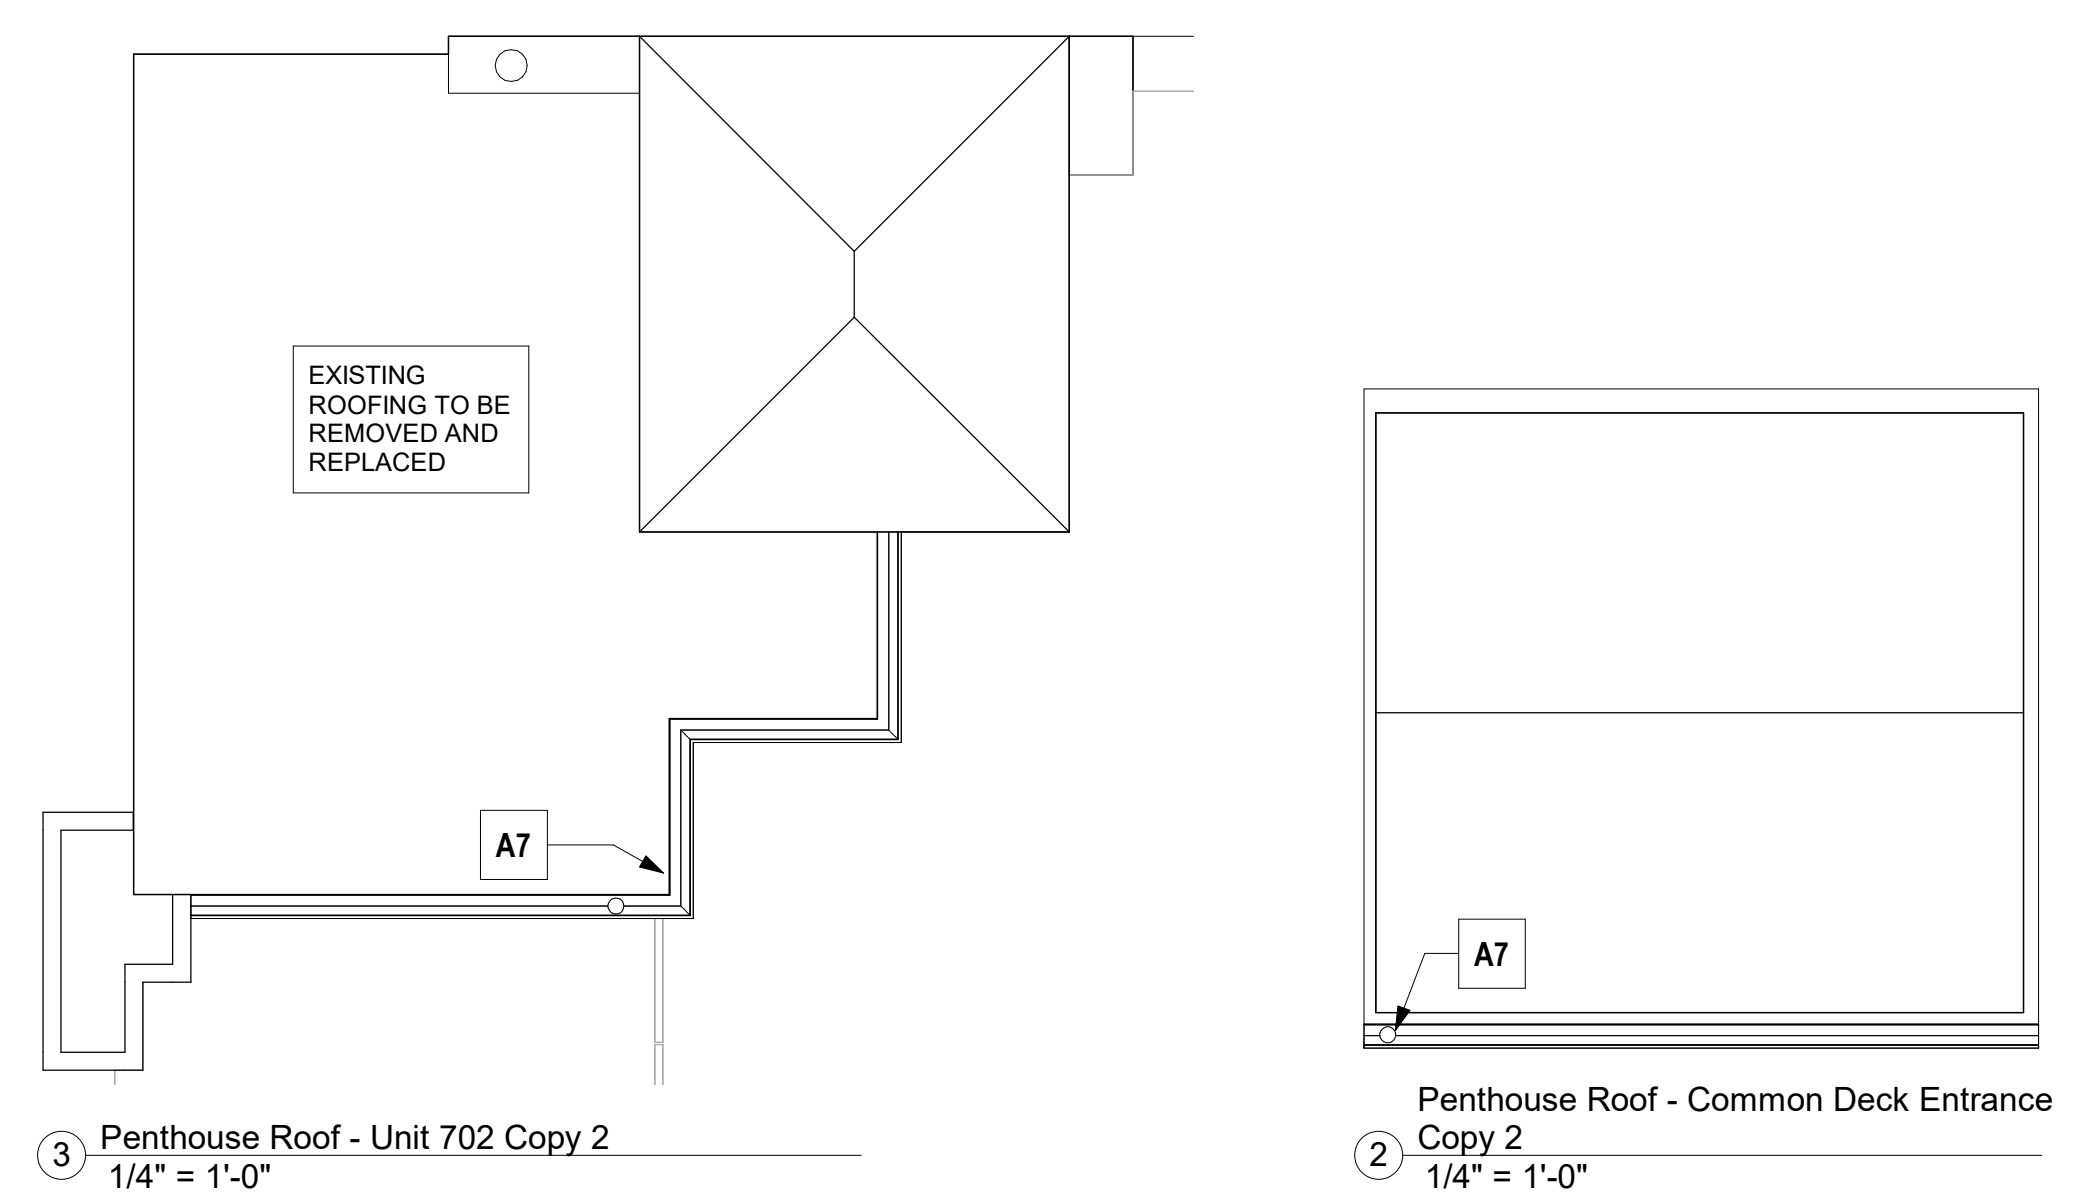 EXISTING
ROOFING TO BE
REMOVED AND
REPLACED
A7
3
Penthouse Roof - Unit 702 Copy 2
1/4" = 1'-0"
A7
2
Penthouse Roof - Common Deck Entrance
Copy 2
1/4" = 1'-0"